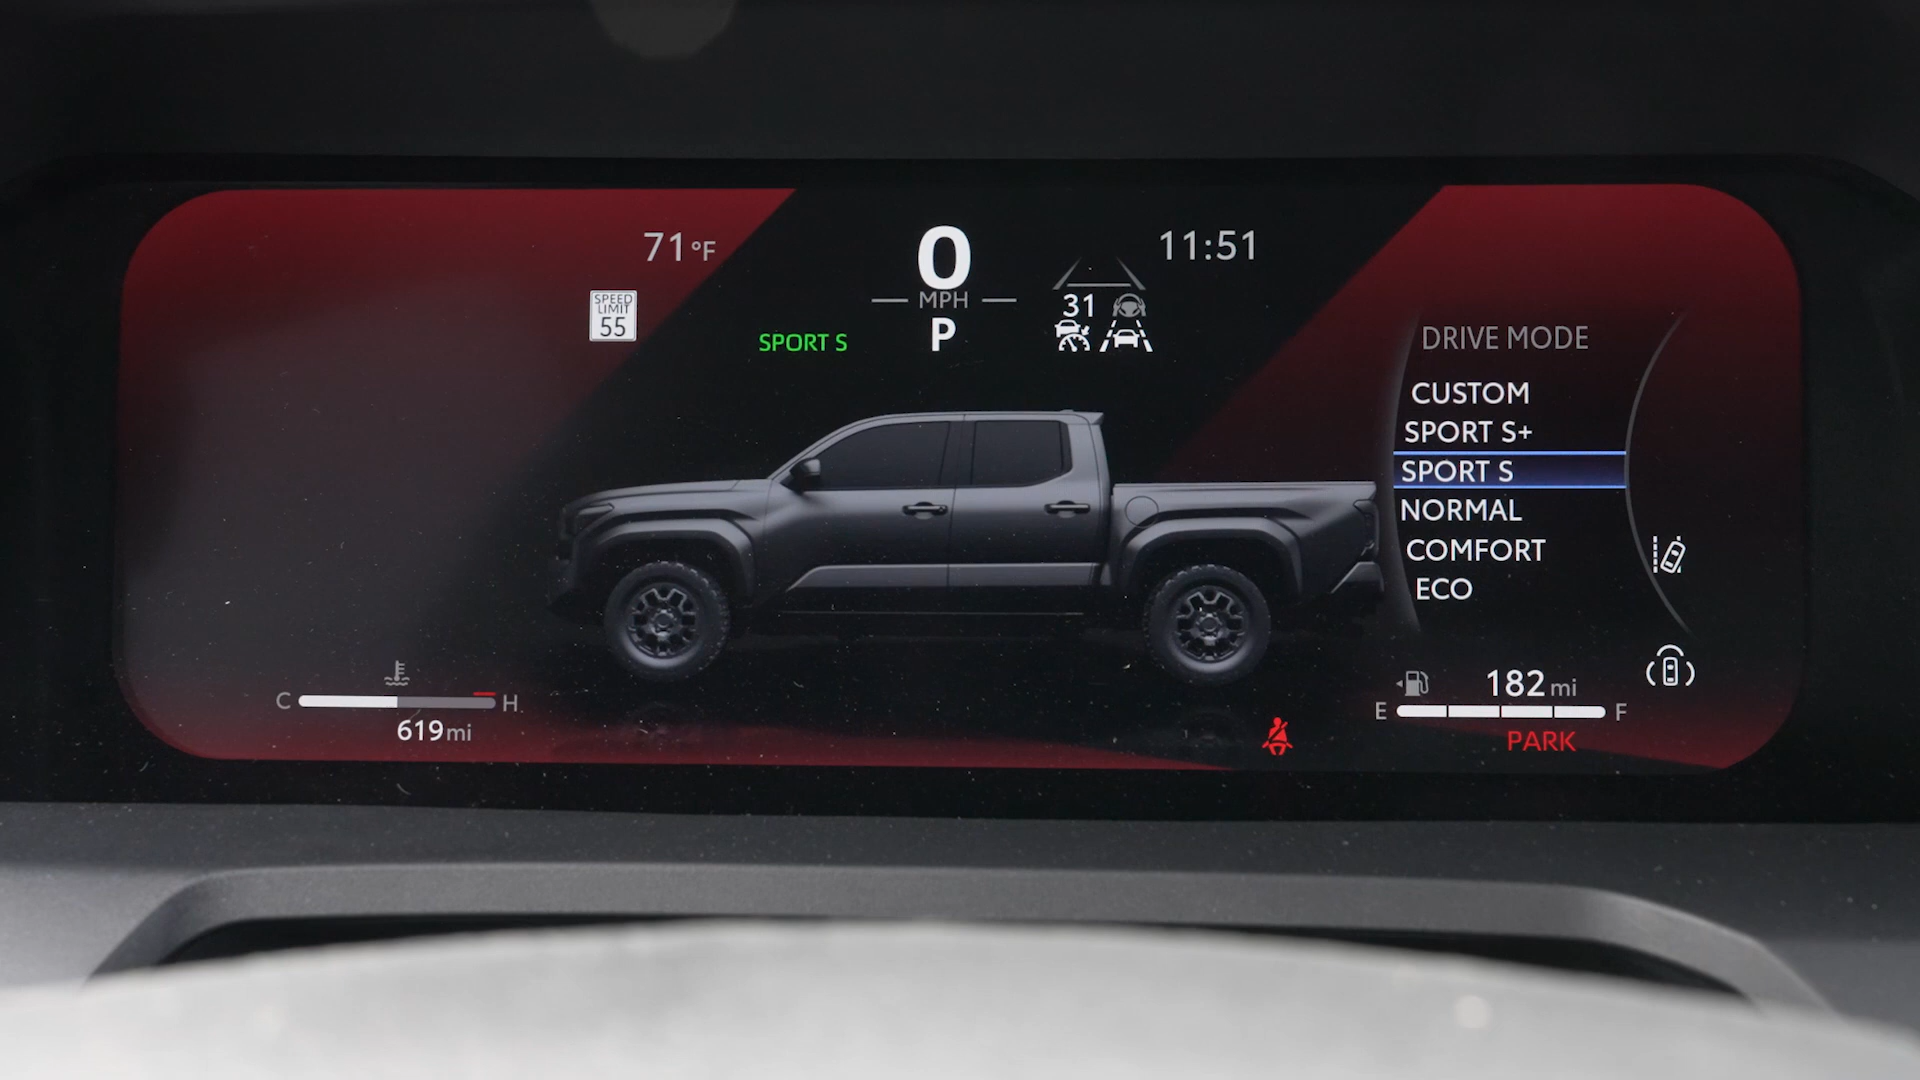 71°F
0
11:51
SPEED
LIMIT
55
MPH
31
SPORT S
P
DRIVE MODE
CUSTOM
SPORT S+
SPORT S
NORMAL
COMFORT
ECO
C
H
619 mi
182 mi
E
F
PARK